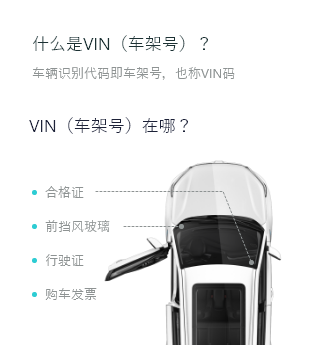 什么是VIN（车架号）？
车辆识别代码即车架号，也称VIN码
VIN（车架号）在哪？
合格证
前挡风玻璃
行驶证
购车发票